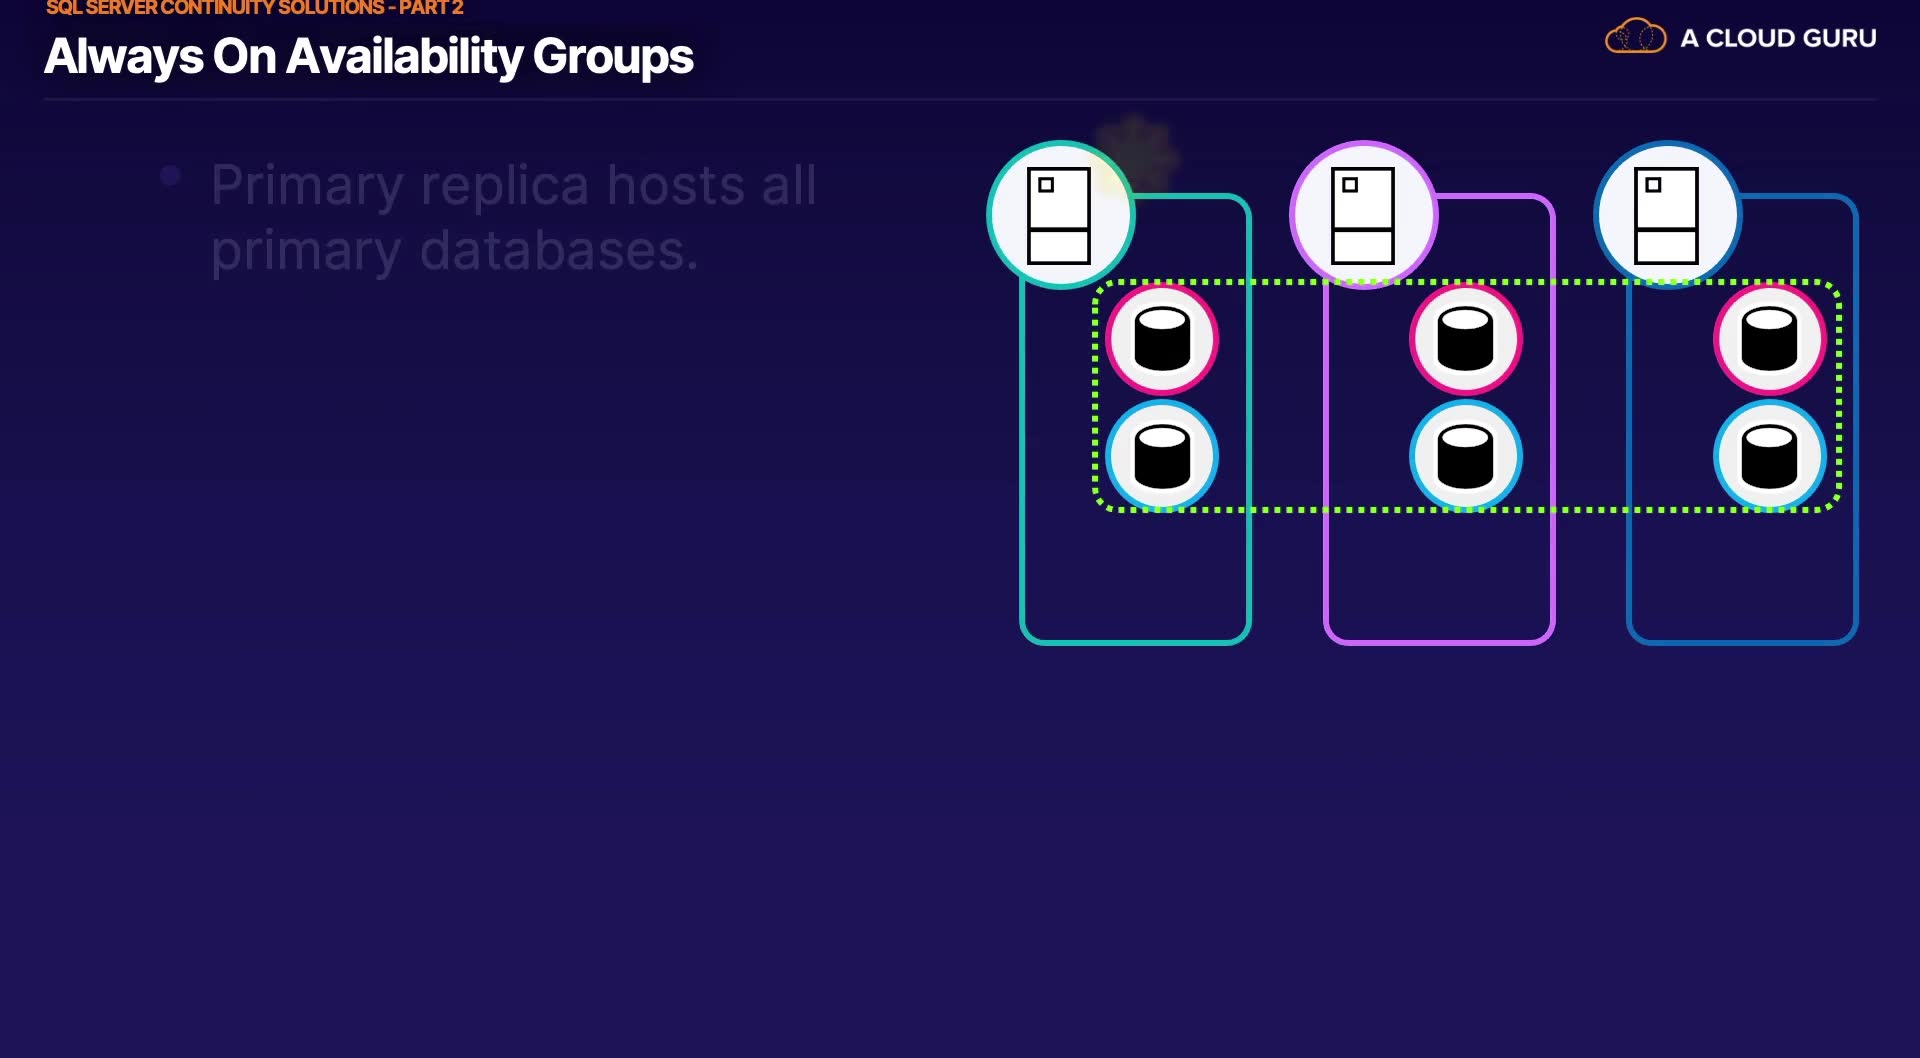 SQL SERVER CONTINUITY SOLUTIONS - PART 2
Always On Availability Groups
A CLOUD GURU
Primary replica hosts all
primary databases.